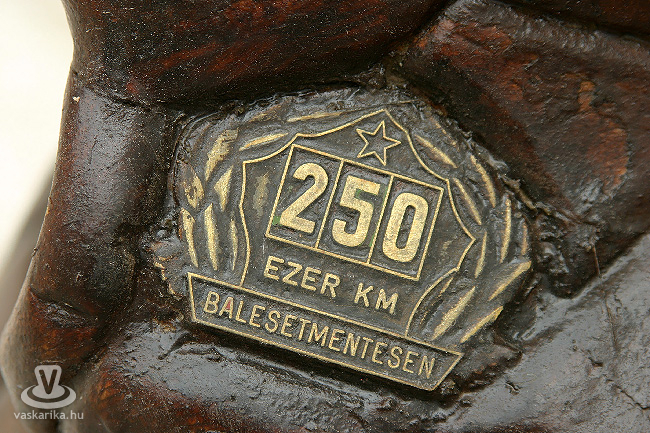 250
EZER KM
BALESETMENTESEN
vaskarika.hu